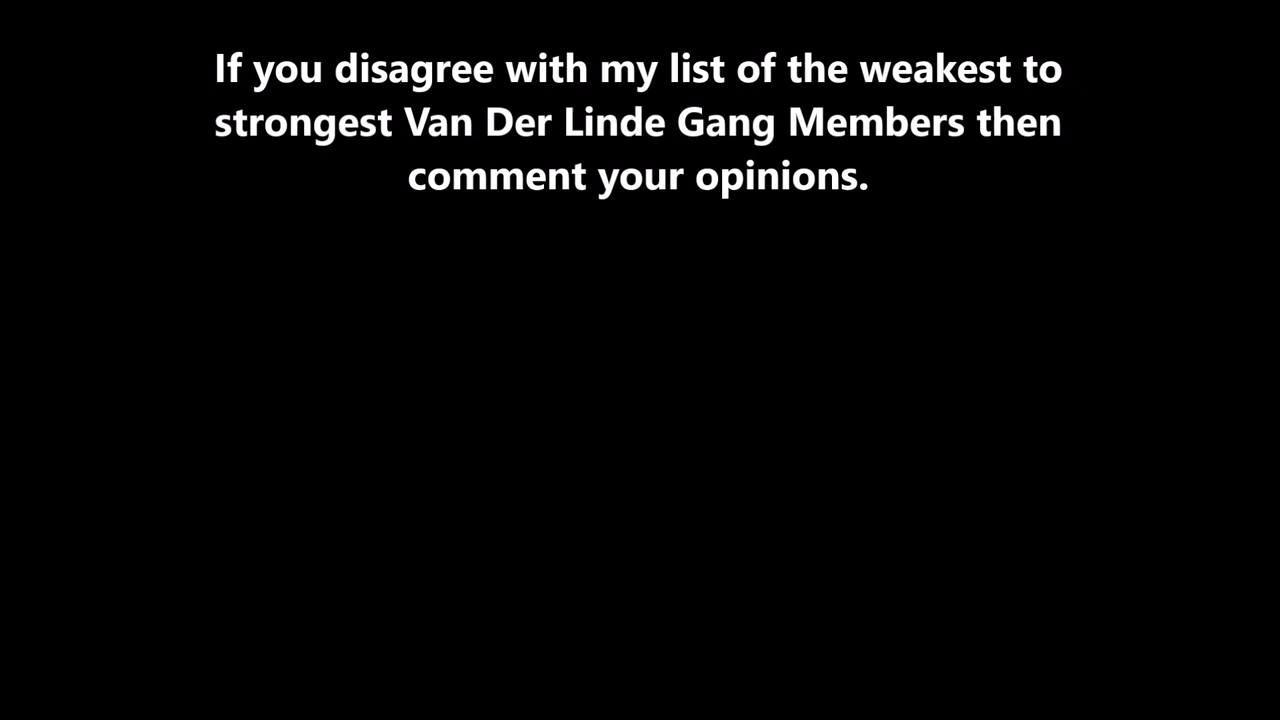 If you disagree with my list of the weakest to
strongest Van Der Linde Gang Members then
comment your opinions.